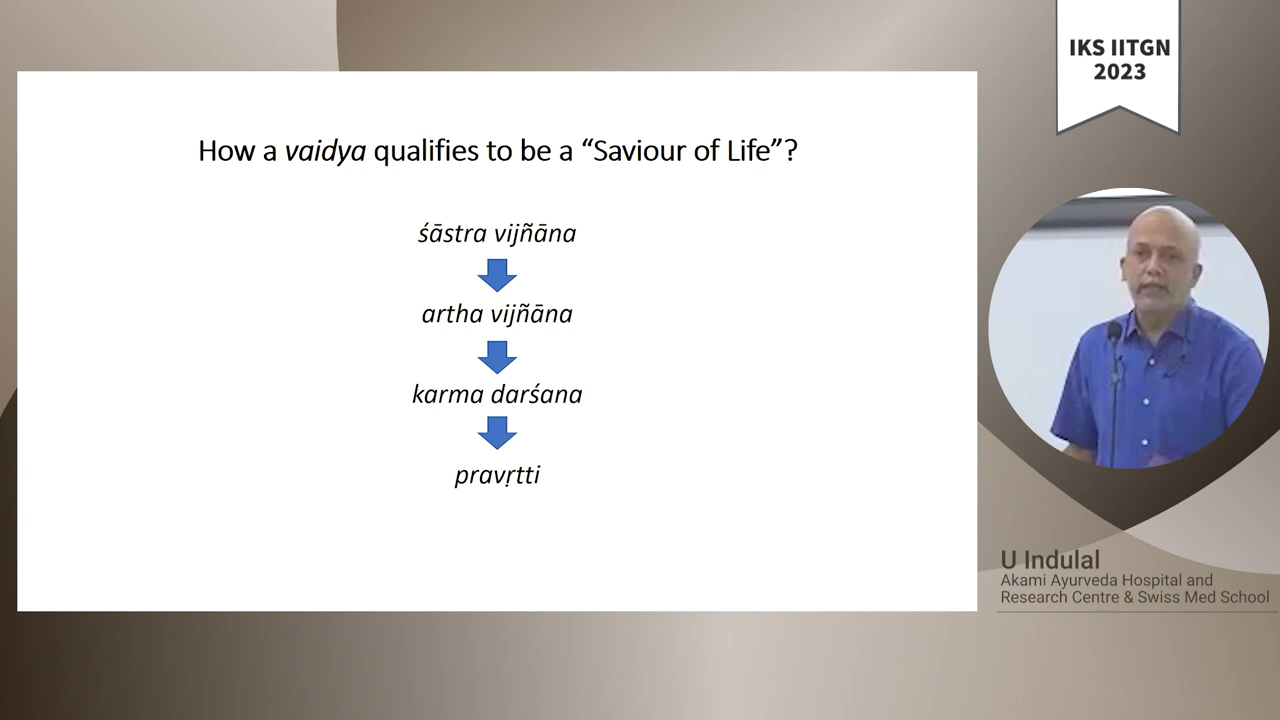 IKS IITGN
2023
How a vaidya qualifies to be a “Saviour of Life”?
śāstra vijñāna
artha vijñāna
karma darśana
pravṛtti
U Indulal
Akami Ayurveda Hospital and
Research Centre & Swiss Med School